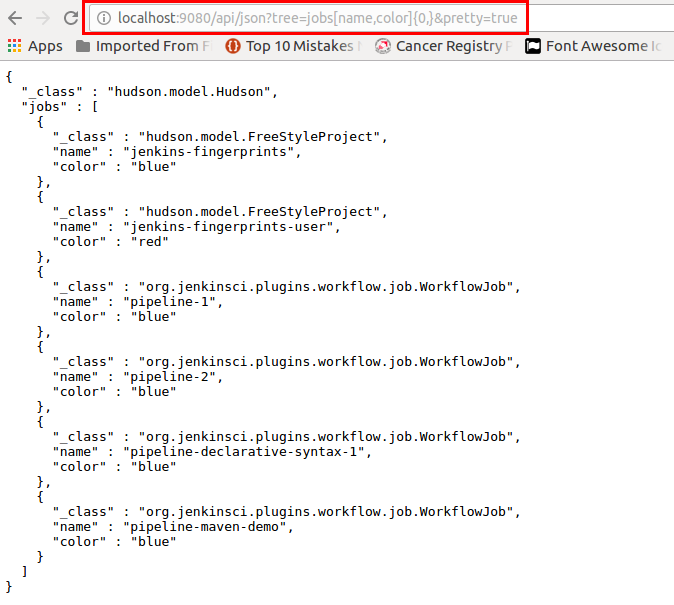 localhost:9080/api/json?tree=jobs[name,color]{0,}&pretty=true
Apps Imported From F Top 10 Mistakes Cancer Registry Font Awesome
{
  "_class" : "hudson.model.Hudson",
  "jobs" : [
    {
      "_class" : "hudson.model.FreeStyleProject",
      "name" : "jenkins-fingerprints",
      "color" : "blue"
    },
    {
      "_class" : "hudson.model.FreeStyleProject",
      "name" : "jenkins-fingerprints-user",
      "color" : "red"
    },
    {
      "_class" : "org.jenkinsci.plugins.workflow.job.WorkflowJob",
      "name" : "pipeline-1",
      "color" : "blue"
    },
    {
      "_class" : "org.jenkinsci.plugins.workflow.job.WorkflowJob",
      "name" : "pipeline-2",
      "color" : "blue"
    },
    {
      "_class" : "org.jenkinsci.plugins.workflow.job.WorkflowJob",
      "name" : "pipeline-declarative-syntax-1",
      "color" : "blue"
    },
    {
      "_class" : "org.jenkinsci.plugins.workflow.job.WorkflowJob",
      "name" : "pipeline-maven-demo",
      "color" : "blue"
    }
  ]
}